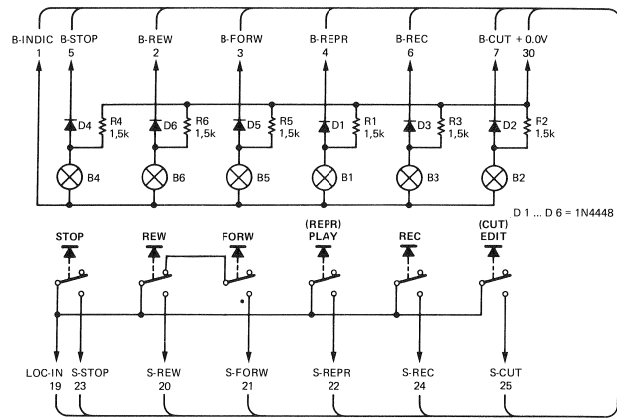 B-INDIC B-STOP B-REW B-FORW B-REPR B-REC B-CUT + 0.0V
1 5 2 3 4 6 7 30
D4 R4 D6 R6 D5 R5 D1 R1 D3 R3 D2 R2
1,5k 1,5k 1,5k 1,5k 1,5k 1,5k
B4 B6 B5 B1 B3 B2
D 1 ... D 6 = 1N4448
(REPR) (CUT)
STOP REW FORW PLAY REC EDIT
LOC-IN S-STOP S-REW S-FORW S-REPR S-REC S-CUT
19 23 20 21 22 24 25